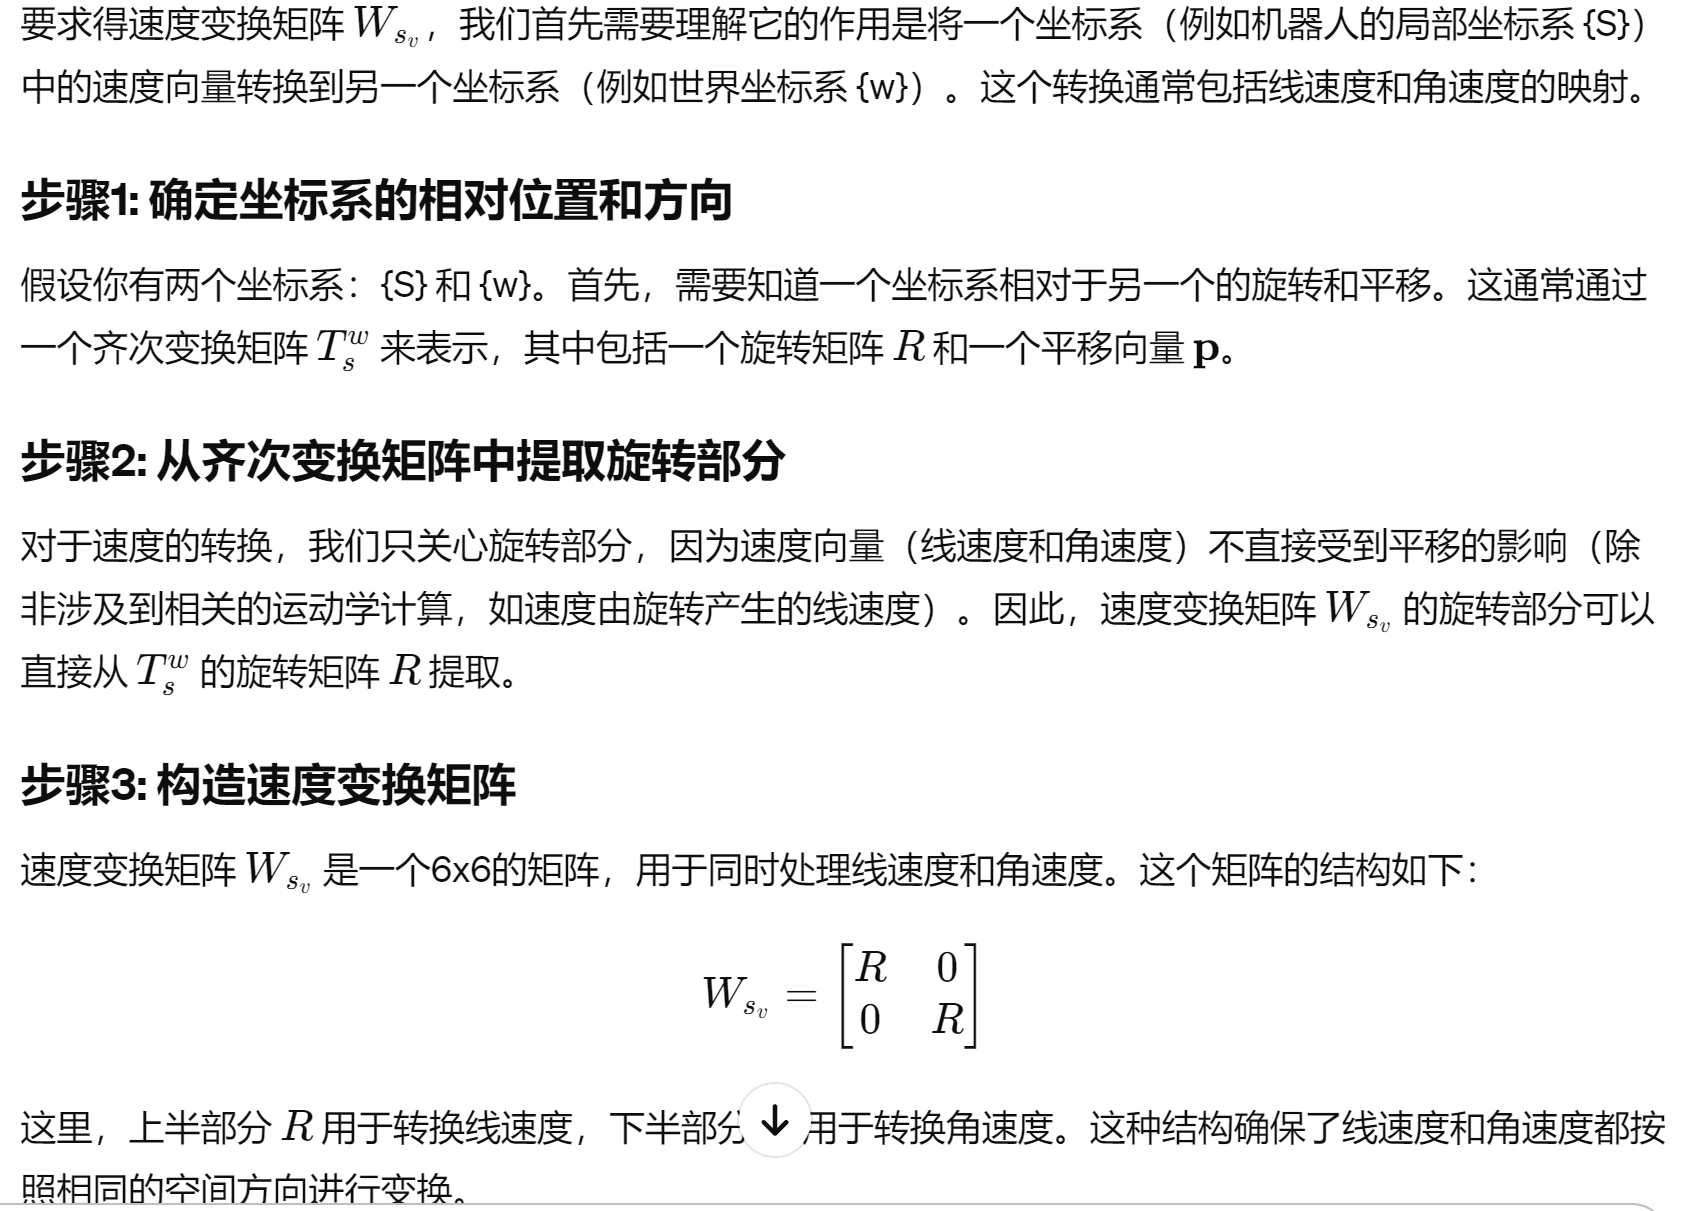 要求得速度变换矩阵 W_{s_v}，我们首先需要理解它的作用是将一个坐标系（例如机器人的局部坐标系 {S}）
中的速度向量转换到另一个坐标系（例如世界坐标系 {w}）。这个转换通常包括线速度和角速度的映射。
步骤1: 确定坐标系的相对位置和方向
假设你有两个坐标系：{S} 和 {w}。首先，需要知道一个坐标系相对于另一个的旋转和平移。这通常通过
一个齐次变换矩阵 T_s^w 来表示，其中包括一个旋转矩阵 R 和一个平移向量 p。
步骤2: 从齐次变换矩阵中提取旋转部分
对于速度的转换，我们只关心旋转部分，因为速度向量（线速度和角速度）不直接受到平移的影响（除
非涉及到相关的运动学计算，如速度由旋转产生的线速度）。因此，速度变换矩阵 W_{s_v} 的旋转部分可以
直接从 T_s^w 的旋转矩阵 R 提取。
步骤3: 构造速度变换矩阵
速度变换矩阵 W_{s_v} 是一个6x6的矩阵，用于同时处理线速度和角速度。这个矩阵的结构如下：
W_{s_v} = [R 0
0 R]
这里，上半部分 R 用于转换线速度，下半部分 用于转换角速度。这种结构确保了线速度和角速度都按
照相同的空间方向进行变换。